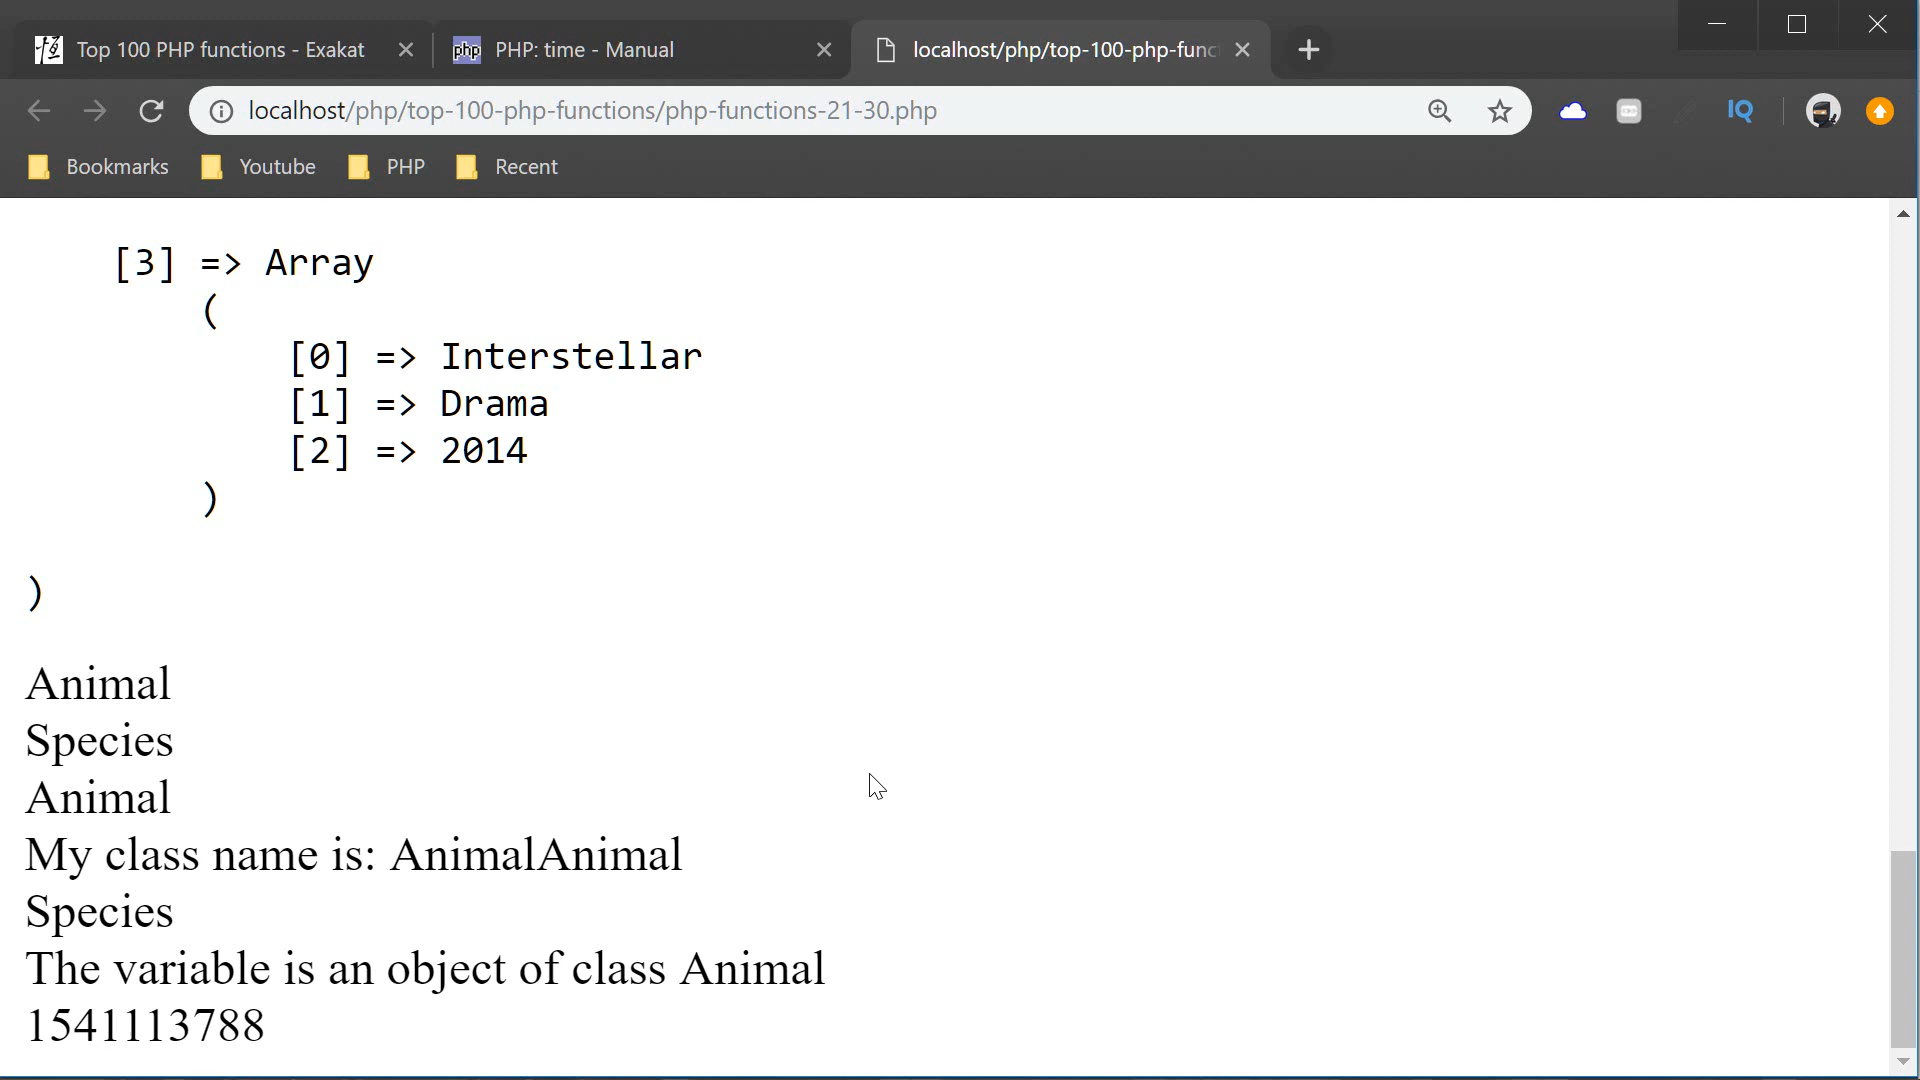 Top 100 PHP functions - Exakat
php
PHP: time - Manual
localhost/php/top-100-php-func
localhost/php/top-100-php-functions/php-functions-21-30.php
IQ
Bookmarks
Youtube
PHP
Recent
[3] => Array
(
[0] => Interstellar
[1] => Drama
[2] => 2014
)
)
Animal
Species
Animal
My class name is: AnimalAnimal
Species
The variable is an object of class Animal
1541113788